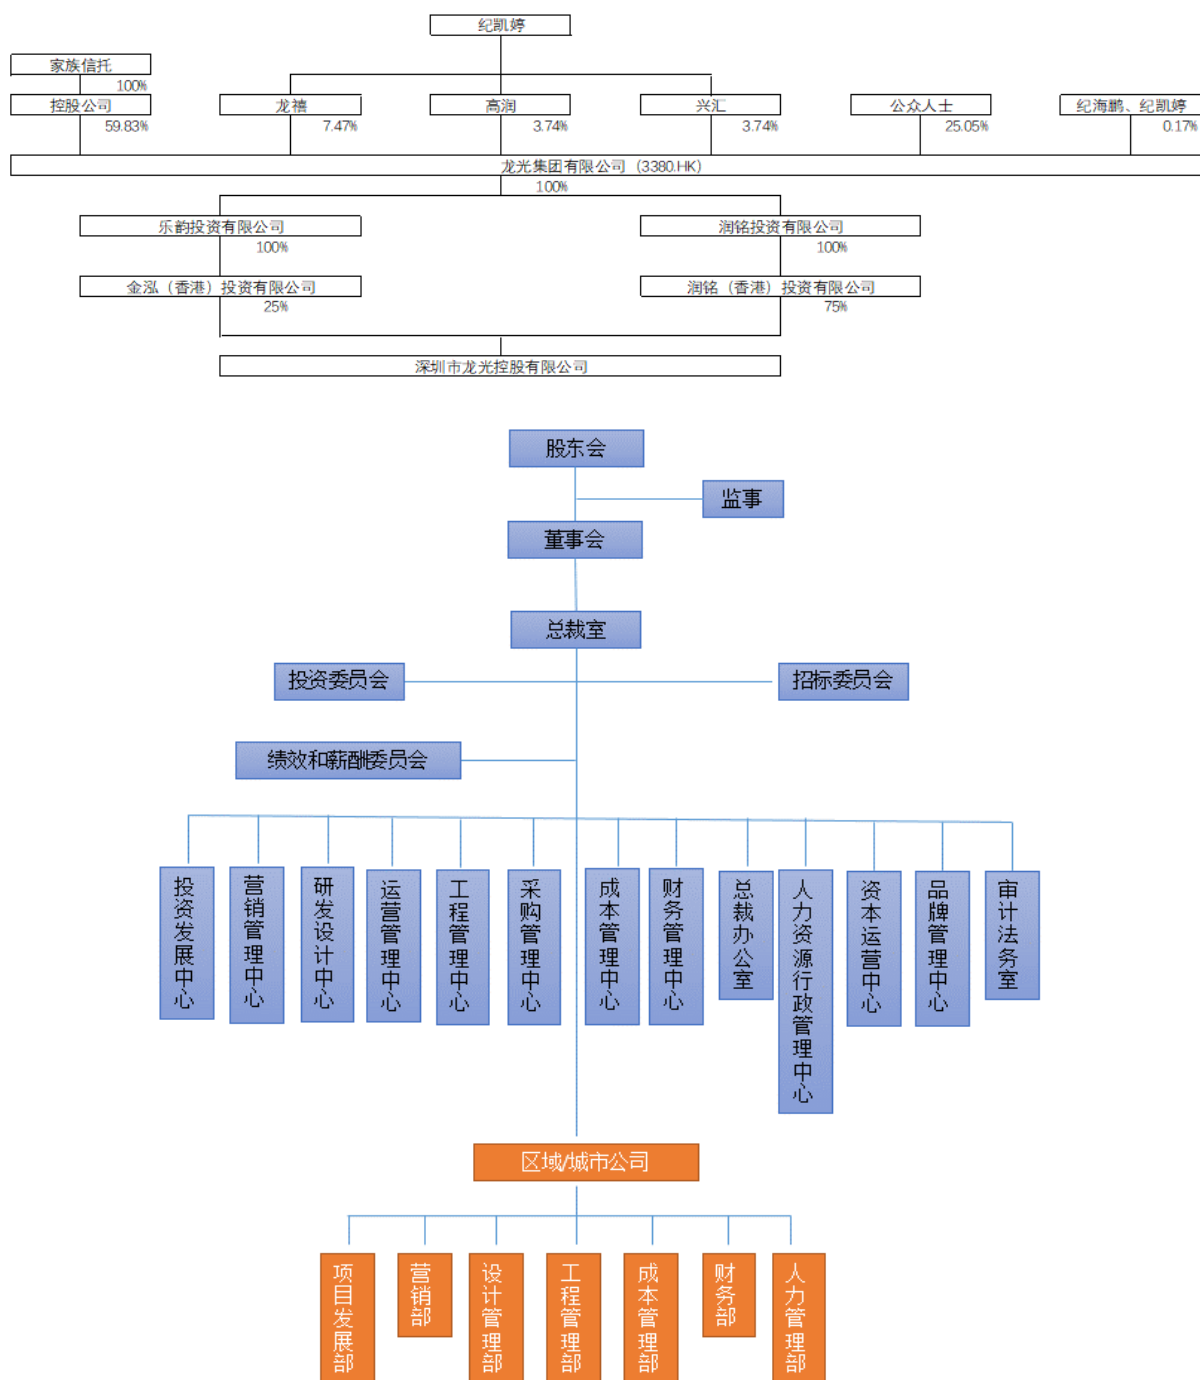 纪凯婷
家族信托
100%
控股公司
龙禧
高润
兴汇
公众人士
纪海鹏、纪凯婷
59.83%
7.47%
3.74%
3.74%
25.05%
0.17%
龙光集团有限公司（3380.HK）
100%
乐韵投资有限公司
润铭投资有限公司
100%
100%
金泓（香港）投资有限公司
润铭（香港）投资有限公司
25%
75%
深圳市龙光控股有限公司
股东会
监事
董事会
总裁室
投资委员会
招标委员会
绩效和薪酬委员会
投资发展中心
营销管理中心
研发设计中心
运营管理中心
工程管理中心
采购管理中心
成本管理中心
财务管理中心
总裁办公室
人力资源行政管理中心
资本运营中心
品牌管理中心
审计法务室
区域/城市公司
项目发展部
营销部
设计管理部
工程管理部
成本管理部
财务部
人力管理部